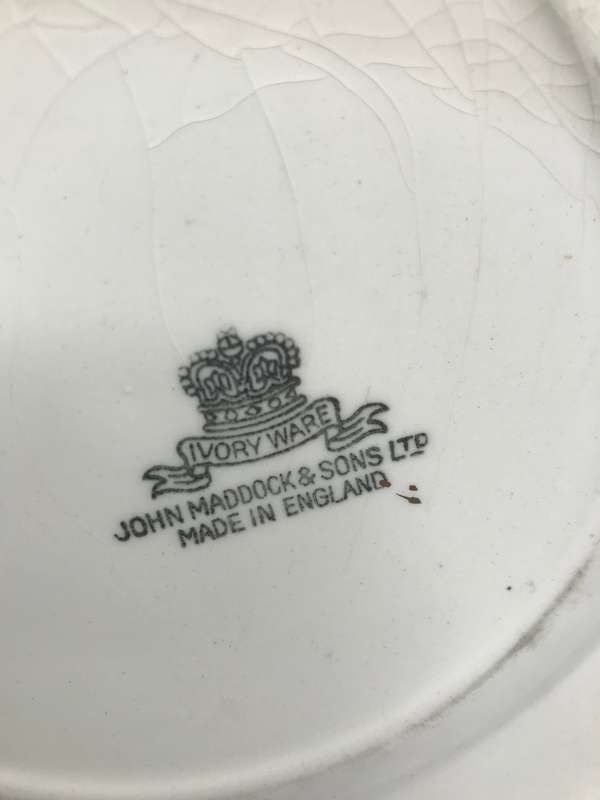 IVORY WARE
JOHN MADDOCK & SONS LTD
MADE IN ENGLAND